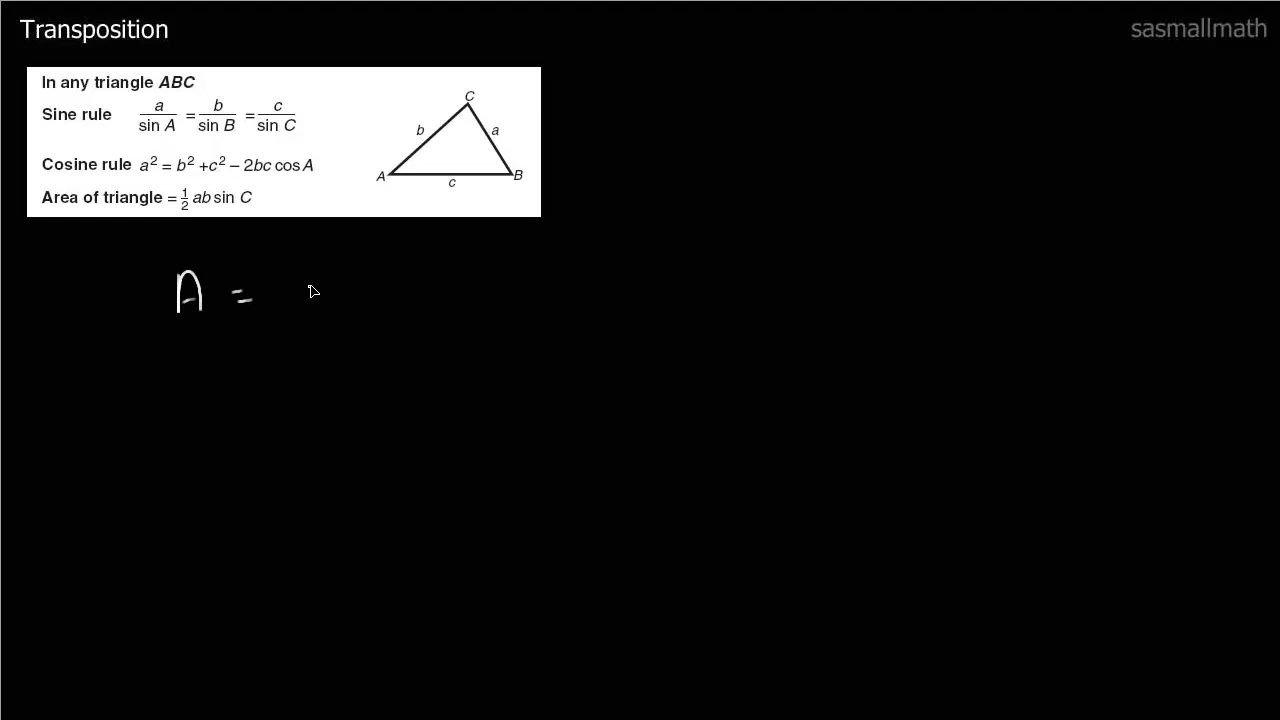 Transposition
sasmallmath
In any triangle ABC
Sine rule a/sin A = b/sin B = c/sin C
Cosine rule a² = b² +c² – 2bc cos A
Area of triangle = ½ ab sin C
C
b
a
A
B
c
A =